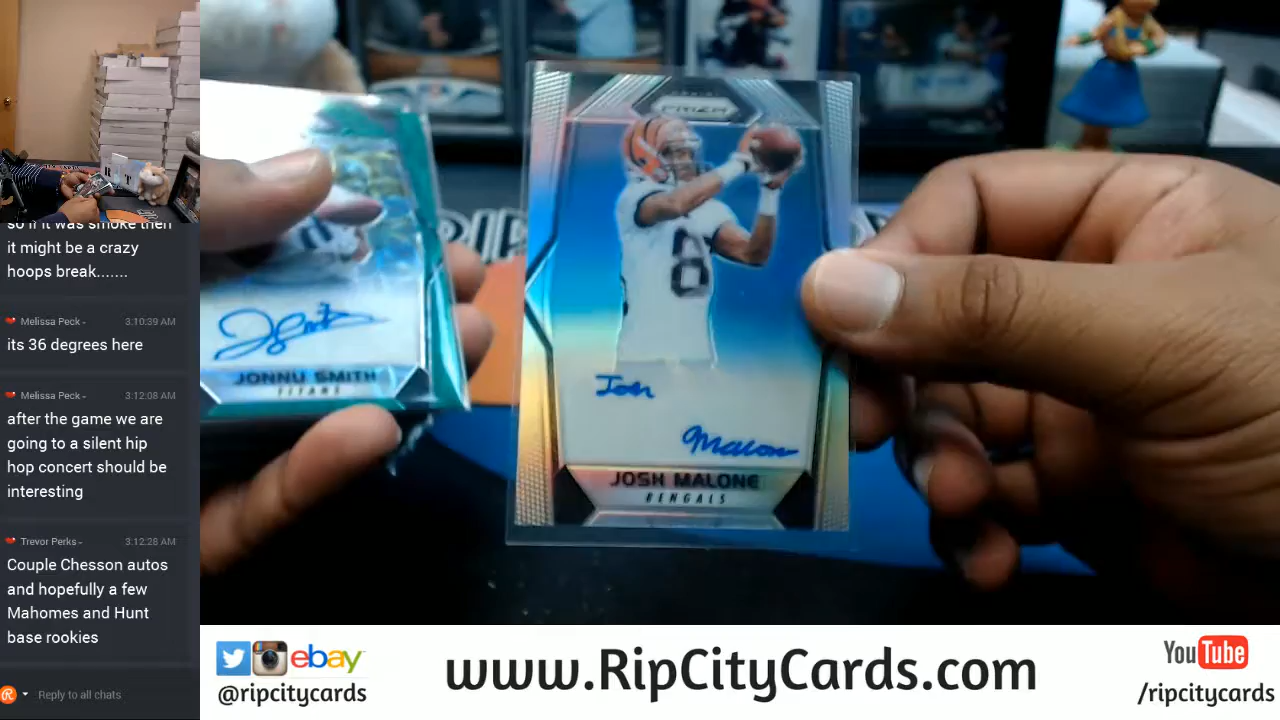 so if it was smoke then
it might be a crazy
hoops break.......
Melissa Peck - 3:10:39 AM
its 36 degrees here
Melissa Peck - 3:12:08 AM
after the game we are
going to a silent hip
hop concert should be
interesting
Trevor Perks - 3:12:28 AM
Couple Chesson autos
and hopefully a few
Mahomes and Hunt
base rookies
Reply to all chats
JONNU SMITH
TITANS
RIP
PRIZM
8
Josh
Malone
JOSH MALONE
BENGALS
ebay
@ripcitycards
www.RipCityCards.com
YouTube
/ripcitycards